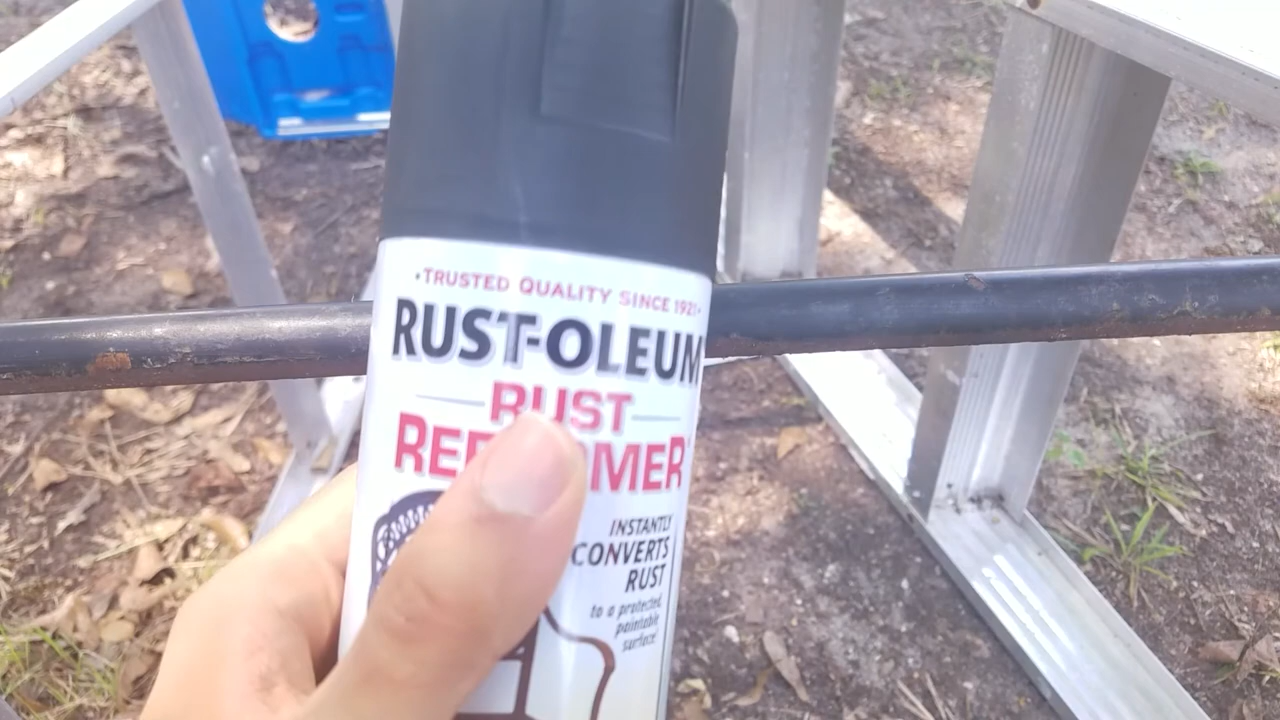 •TRUSTED QUALITY SINCE 1921•
RUST-OLEUM
RUST
INSTANTLY
CONVERTS
RUST
to a protected,
paintable
surface!